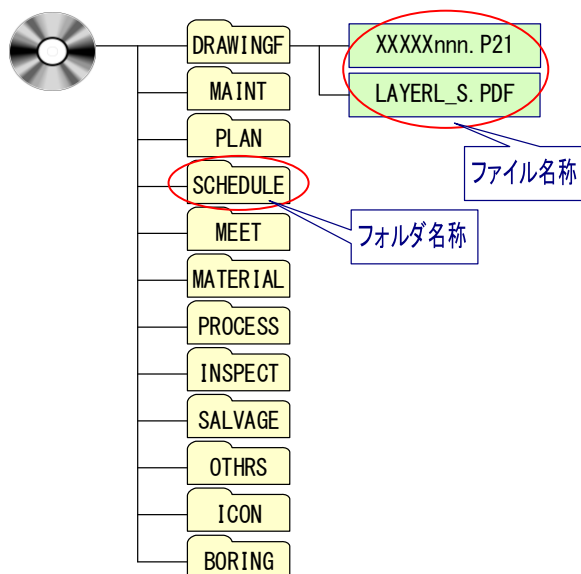 DRAWINGF
XXXXXnnn.P21
MAINT
LAYERL_S.PDF
PLAN
ファイル名称
SCHEDULE
フォルダ名称
MEET
MATERIAL
PROCESS
INSPECT
SALVAGE
OTHRS
ICON
BORING